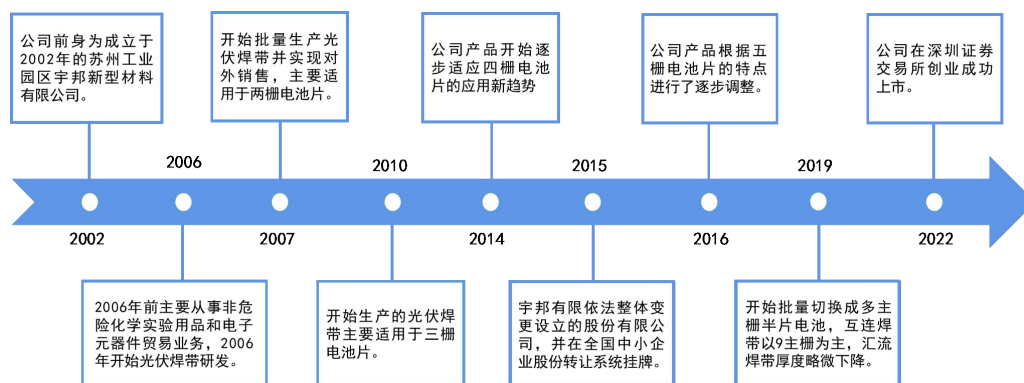 公司前身为成立于
2002年的苏州工业
园区宇邦新型材料
有限公司。
开始批量生产光
伏焊带并实现对
外销售，主要适
用于两栅电池片。
公司产品开始逐
步适应四栅电池
片的应用新趋势
公司产品根据五
栅电池片的特点
进行了逐步调整。
公司在深圳证券
交易所创业成功
上市。
2006
2010
2015
2019
2002
2007
2014
2016
2022
2006年前主要从事非危
险化学实验用品和电子
元器件贸易业务，2006
年开始光伏焊带研发。
开始生产的光伏焊
带主要适用于三栅
电池片。
宇邦有限依法整体变
更设立的股份有限公
司，并在全国中小企
业股份转让系统挂牌。
开始批量切换成多主
栅半片电池，互连焊
带以9主栅为主，汇流
焊带厚度略微下降。